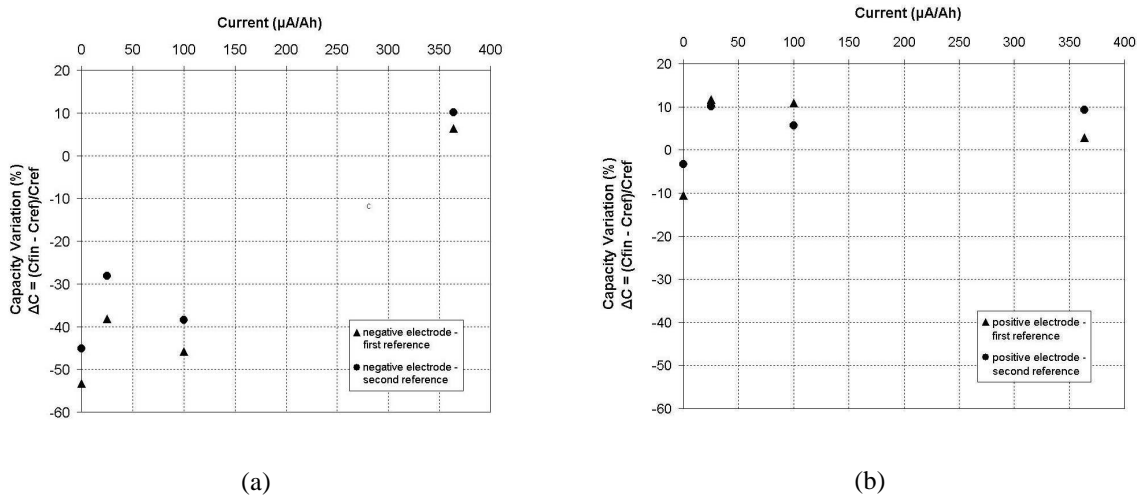 Current (µA/Ah)
0 50 100 150 200 250 300 350 400
20
10
0
-10
-20
-30
-40
-50
-60
Capacity Variation (%)
ΔC = (Cfin - Cref)/Cref
c
negative electrode -
first reference
negative electrode -
second reference
(a)
Current (µA/Ah)
0 50 100 150 200 250 300 350 400
20
10
0
-10
-20
-30
-40
-50
-60
Capacity Variation (%)
ΔC = (Cfin - Cref)/Cref
positive electrode -
first reference
positive electrode -
second reference
(b)